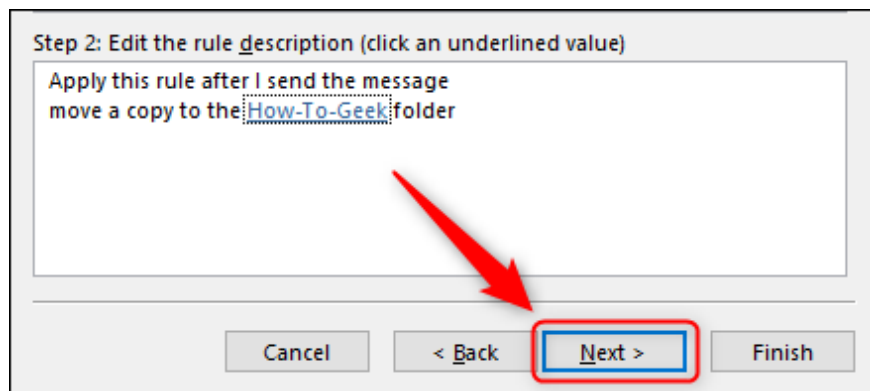 Step 2: Edit the rule description (click an underlined value)
Apply this rule after I send the message
move a copy to the How-To-Geek folder
Cancel
< Back
Next >
Finish